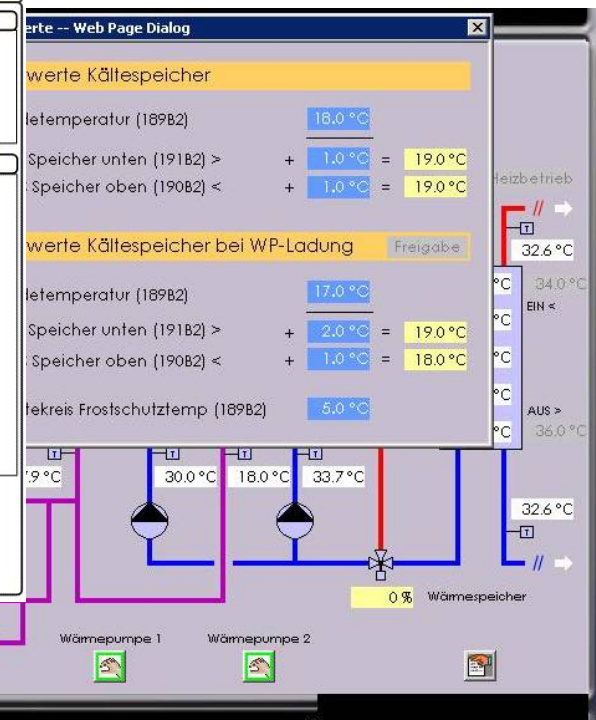 erte -- Web Page Dialog
werte Kältespeicher
etemperatur (189B2) 18.0 °C
Speicher unten (191B2) > + 1.0 °C = 19.0 °C
Speicher oben (190B2) < + 1.0 °C = 19.0 °C
werte Kältespeicher bei WP-Ladung Freigabe
etemperatur (189B2) 17.0 °C
Speicher unten (191B2) > + 2.0 °C = 19.0 °C
Speicher oben (190B2) < + 1.0 °C = 18.0 °C
tekreis Frostschutztemp (189B2) 5.0 °C
Heizbetrieb
//
T
32.6 °C
°C 34.0 °C
EIN <
°C
°C
°C
AUS >
°C 36.0 °C
T T T
.9 °C 30.0 °C 18.0 °C 33.7 °C
32.6 °C
T
//
0 % Wärmespeicher
Wärmepumpe 1 Wärmepumpe 2